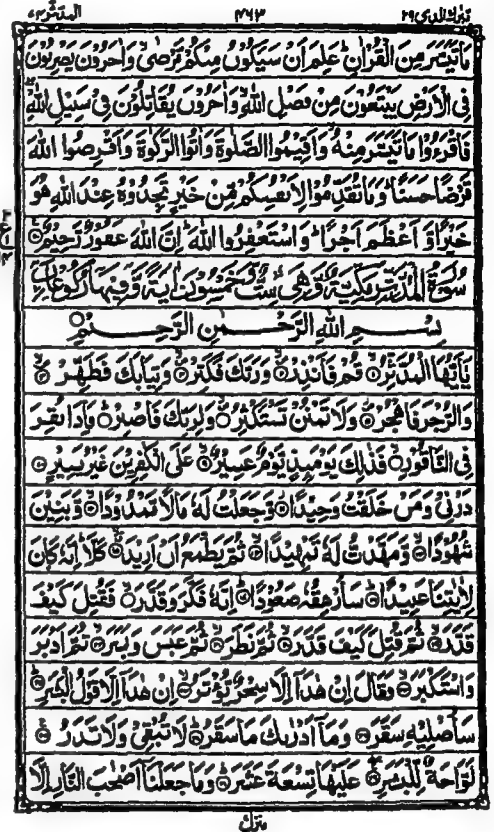 تبرك الذى ٢٩ ٤٦٣ المدثر ٧٤
مَا تَيَسَّرَ مِنَ الْقُرْاٰنِ ؕ عَلِمَ اَنْ سَيَكُوْنُ مِنْكُمْ مَّرْضٰى ۙ وَاٰخَرُوْنَ يَضْرِبُوْنَ
فِى الْاَرْضِ يَبْتَغُوْنَ مِنْ فَضْلِ اللّٰهِ ۙ وَاٰخَرُوْنَ يُقَاتِلُوْنَ فِىْ سَبِيْلِ اللّٰهِ ۖ
فَاقْرَءُوْا مَا تَيَسَّرَ مِنْهُ ۙ وَاَقِيْمُوا الصَّلٰوةَ وَاٰتُوا الزَّكٰوةَ وَاَقْرِضُوا اللّٰهَ
قَرْضًا حَسَنًا ؕ وَمَا تُقَدِّمُوْا لِاَنْفُسِكُمْ مِّنْ خَيْرٍ تَجِدُوْهُ عِنْدَ اللّٰهِ هُوَ
خَيْرًا وَّاَعْظَمَ اَجْرًا ؕ وَاسْتَغْفِرُوا اللّٰهَ ؕ اِنَّ اللّٰهَ غَفُوْرٌ رَّحِيْمٌ ۝
سُوْرَةُ الْمُدَّثِّرِ مَكِّيَّةٌ وَّهِىَ سِتٌّ وَّخَمْسُوْنَ اٰيَةً وَّفِيْهَا رُكُوْعَانِ
بِسْمِ اللّٰهِ الرَّحْمٰنِ الرَّحِيْمِ ۝
يٰۤاَيُّهَا الْمُدَّثِّرُ ۝ قُمْ فَاَنْذِرْ ۝ وَرَبَّكَ فَكَبِّرْ ۝ وَثِيَابَكَ فَطَهِّرْ ۝
وَالرُّجْزَ فَاهْجُرْ ۝ وَلَا تَمْنُنْ تَسْتَكْثِرُ ۝ وَلِرَبِّكَ فَاصْبِرْ ۝ فَاِذَا نُقِرَ
فِى النَّاقُوْرِ ۝ فَذٰلِكَ يَوْمَئِذٍ يَّوْمٌ عَسِيْرٌ ۝ عَلَى الْكٰفِرِيْنَ غَيْرُ يَسِيْرٍ ۝
ذَرْنِىْ وَمَنْ خَلَقْتُ وَحِيْدًا ۝ وَّجَعَلْتُ لَهٗ مَالًا مَّمْدُوْدًا ۝ وَّبَنِيْنَ
شُهُوْدًا ۝ وَّمَهَّدْتُّ لَهٗ تَمْهِيْدًا ۝ ثُمَّ يَطْمَعُ اَنْ اَزِيْدَ ۝ كَلَّا ؕ اِنَّهٗ كَانَ
لِاٰيٰتِنَا عَنِيْدًا ۝ سَاُرْهِقُهٗ صَعُوْدًا ۝ اِنَّهٗ فَكَّرَ وَقَدَّرَ ۝ فَقُتِلَ كَيْفَ
قَدَّرَ ۝ ثُمَّ قُتِلَ كَيْفَ قَدَّرَ ۝ ثُمَّ نَظَرَ ۝ ثُمَّ عَبَسَ وَبَسَرَ ۝ ثُمَّ اَدْبَرَ
وَاسْتَكْبَرَ ۝ فَقَالَ اِنْ هٰذَاۤ اِلَّا سِحْرٌ يُّؤْثَرُ ۝ اِنْ هٰذَاۤ اِلَّا قَوْلُ الْبَشَرِ ۝
سَاُصْلِيْهِ سَقَرَ ۝ وَمَاۤ اَدْرٰىكَ مَا سَقَرُ ۝ لَا تُبْقِىْ وَلَا تَذَرُ ۝
لَوَّاحَةٌ لِّلْبَشَرِ ۝ عَلَيْهَا تِسْعَةَ عَشَرَ ۝ وَمَا جَعَلْنَاۤ اَصْحٰبَ النَّارِ اِلَّا
منزل